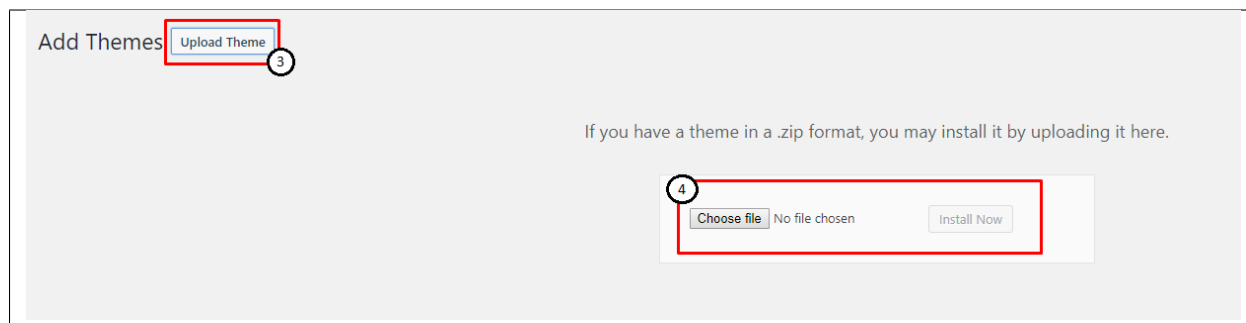 Add Themes Upload Theme
3
If you have a theme in a .zip format, you may install it by uploading it here.
4
Choose file No file chosen Install Now